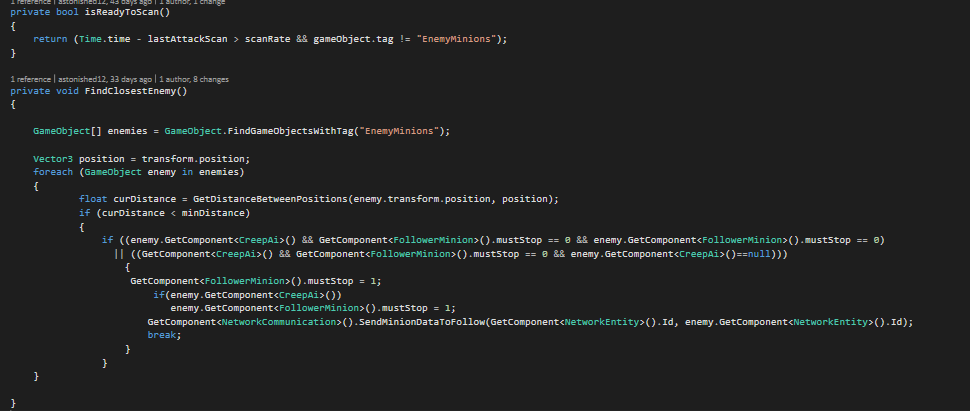 1 reference | astonished12, 43 days ago | 1 author, 1 change
private bool isReadyToScan()
{
return (Time.time - lastAttackScan > scanRate && gameObject.tag != "EnemyMinions");
}
1 reference | astonished12, 33 days ago | 1 author, 8 changes
private void FindClosestEnemy()
{
GameObject[] enemies = GameObject.FindGameObjectsWithTag("EnemyMinions");
Vector3 position = transform.position;
foreach (GameObject enemy in enemies)
{
float curDistance = GetDistanceBetweenPositions(enemy.transform.position, position);
if (curDistance < minDistance)
{
if ((enemy.GetComponent<CreepAi>() && GetComponent<FollowerMinion>().mustStop == 0 && enemy.GetComponent<FollowerMinion>().mustStop == 0)
|| ((GetComponent<CreepAi>() && GetComponent<FollowerMinion>().mustStop == 0 && enemy.GetComponent<CreepAi>()==null)))
{
GetComponent<FollowerMinion>().mustStop = 1;
if(enemy.GetComponent<CreepAi>())
enemy.GetComponent<FollowerMinion>().mustStop = 1;
GetComponent<NetworkCommunication>().SendMinionDataToFollow(GetComponent<NetworkEntity>().Id, enemy.GetComponent<NetworkEntity>().Id);
break;
}
}
}
}